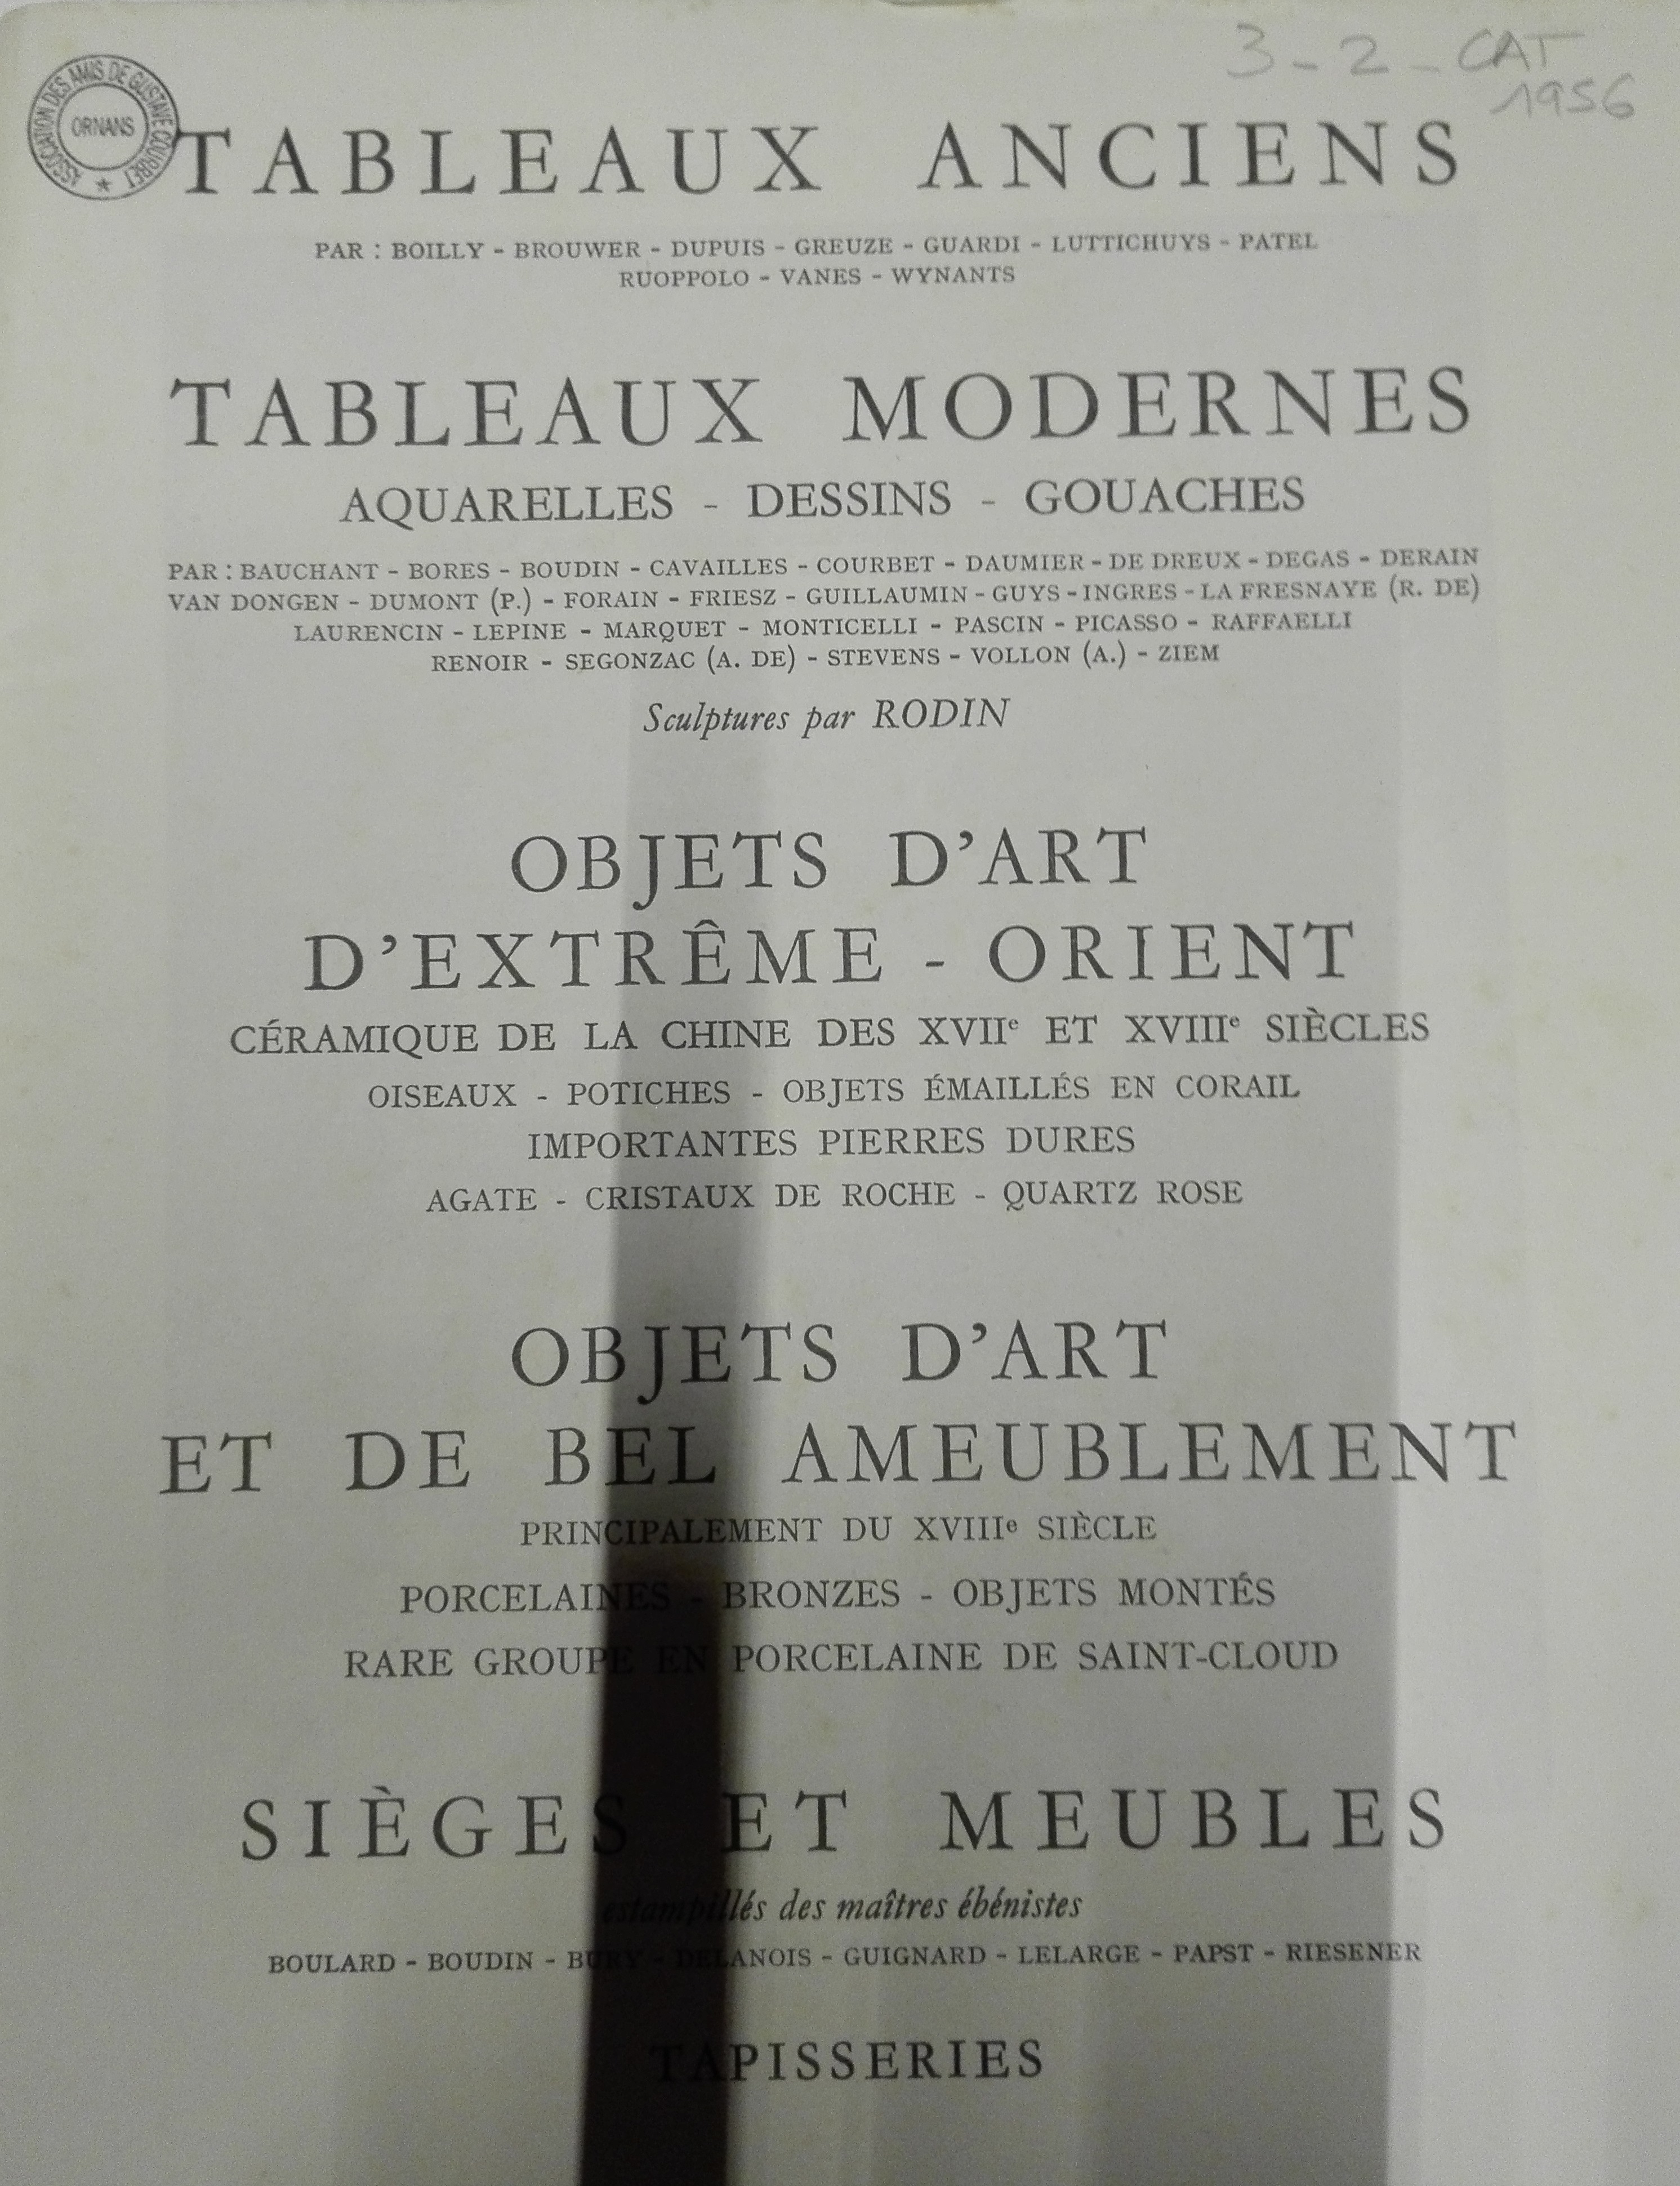 3 - 2 - CAT
1956
ASSOCIATION DES AMIS DE GUSTAVE COURBET ★
ORNANS
TABLEAUX ANCIENS
PAR : BOILLY - BROUWER - DUPUIS - GREUZE - GUARDI - LUTTICHUYS - PATEL
RUOPPOLO - VANES - WYNANTS
TABLEAUX MODERNES
AQUARELLES - DESSINS - GOUACHES
PAR : BAUCHANT - BORES - BOUDIN - CAVAILLES - COURBET - DAUMIER - DE DREUX - DEGAS - DERAIN
VAN DONGEN - DUMONT (P.) - FORAIN - FRIESZ - GUILLAUMIN - GUYS - INGRES - LA FRESNAYE (R. DE)
LAURENCIN - LEPINE - MARQUET - MONTICELLI - PASCIN - PICASSO - RAFFAELLI
RENOIR - SEGONZAC (A. DE) - STEVENS - VOLLON (A.) - ZIEM
Sculptures par RODIN
OBJETS D'ART
D'EXTRÊME - ORIENT
CÉRAMIQUE DE LA CHINE DES XVIIe ET XVIIIe SIÈCLES
OISEAUX - POTICHES - OBJETS ÉMAILLÉS EN CORAIL
IMPORTANTES PIERRES DURES
AGATE - CRISTAUX DE ROCHE - QUARTZ ROSE
OBJETS D'ART
ET DE BEL AMEUBLEMENT
PRINCIPALEMENT DU XVIIIe SIÈCLE
PORCELAINES - BRONZES - OBJETS MONTÉS
RARE GROUPE EN PORCELAINE DE SAINT-CLOUD
SIÈGES ET MEUBLES
estampillés des maîtres ébénistes
BOULARD - BOUDIN - BURY - DELANOIS - GUIGNARD - LELARGE - PAPST - RIESENER
TAPISSERIES